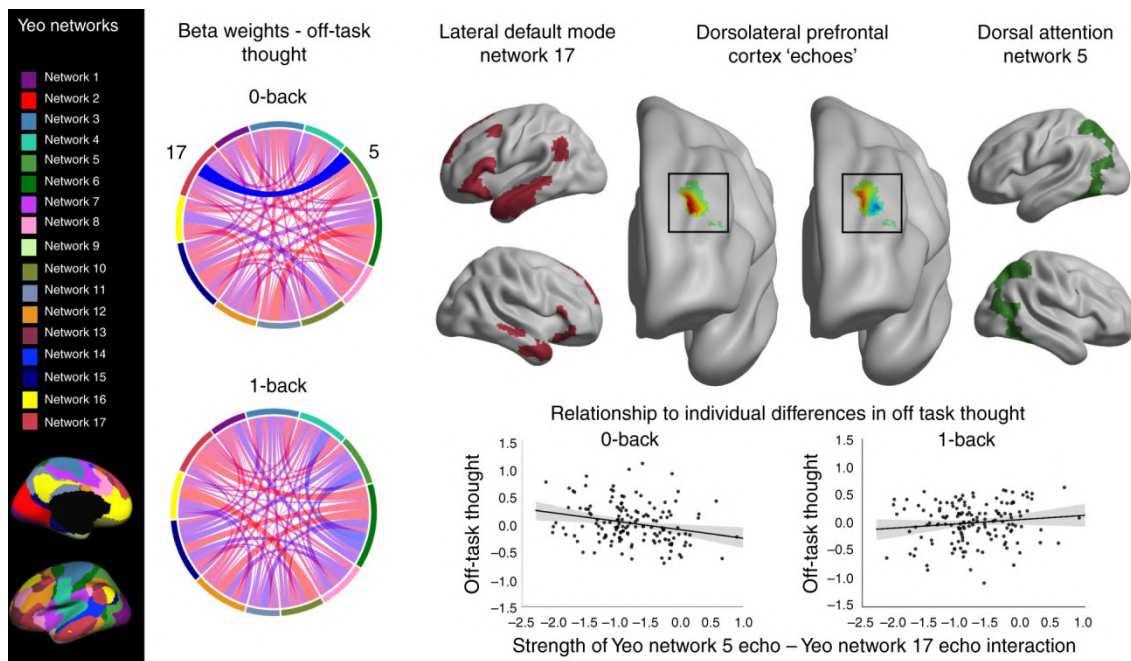 Yeo networks
Network 1
Network 2
Network 3
Network 4
Network 5
Network 6
Network 7
Network 8
Network 9
Network 10
Network 11
Network 12
Network 13
Network 14
Network 15
Network 16
Network 17
Beta weights - off-task
thought
0-back
17
5
1-back
Lateral default mode
network 17
Dorsolateral prefrontal
cortex ‘echoes’
Dorsal attention
network 5
Relationship to individual differences in off task thought
0-back
Off-task thought
1.5
1.0
0.5
0.0
−0.5
−1.0
−1.5
−2.5 −2.0 −1.5 −1.0 −0.5 0.0 0.5 1.0
1-back
Off-task thought
1.5
1.0
0.5
0.0
−0.5
−1.0
−1.5
−2.5 −2.0 −1.5 −1.0 −0.5 0.0 0.5 1.0
Strength of Yeo network 5 echo – Yeo network 17 echo interaction